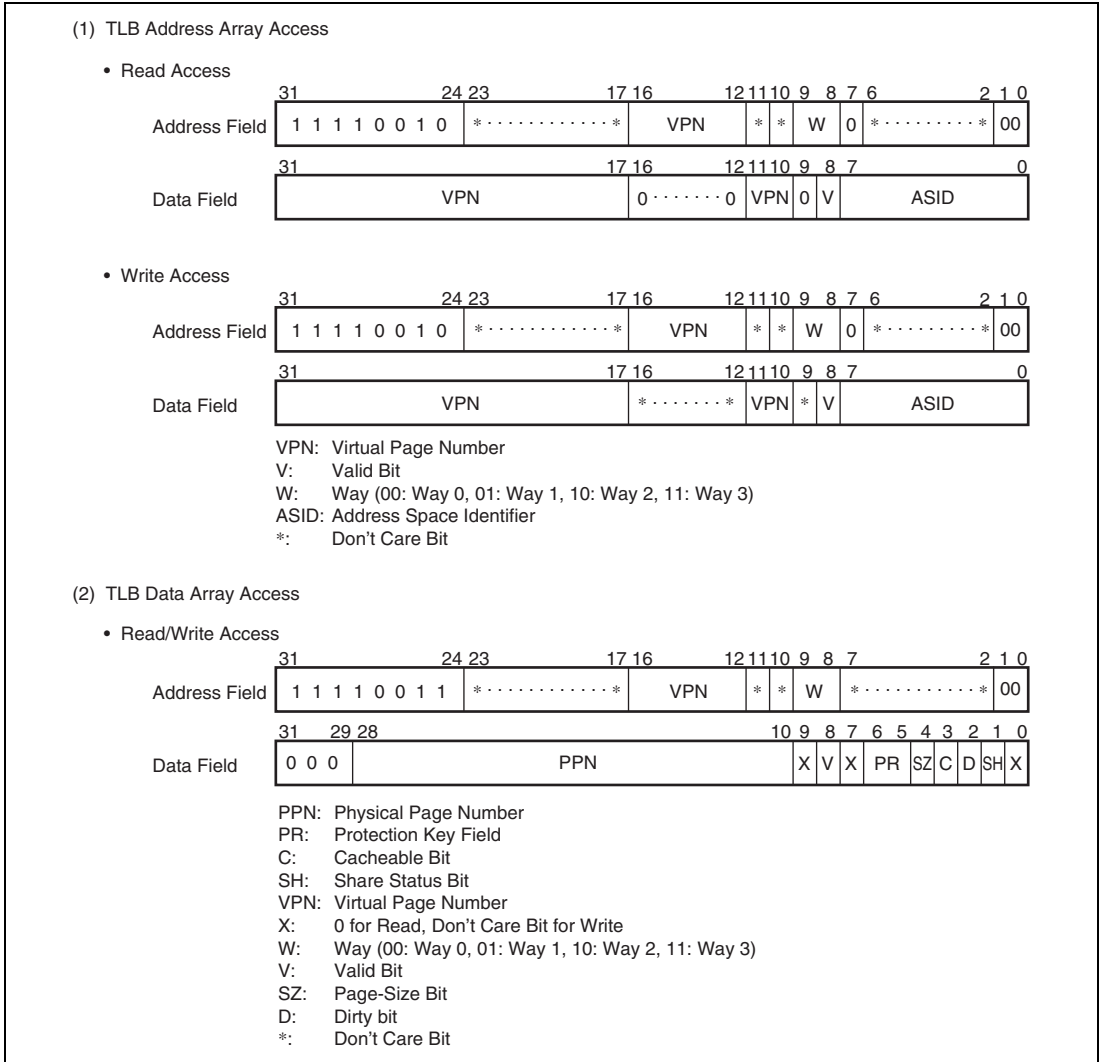 (1) TLB Address Array Access
• Read Access
31 24 23 17 16 12 11 10 9 8 7 6 2 1 0
Address Field 1 1 1 1 0 0 1 0 *············* VPN * * W 0 *·········* 00
31 17 16 12 11 10 9 8 7 0
Data Field VPN 0·······0 VPN 0 V ASID
• Write Access
31 24 23 17 16 12 11 10 9 8 7 6 2 1 0
Address Field 1 1 1 1 0 0 1 0 *············* VPN * * W 0 *·········* 00
31 17 16 12 11 10 9 8 7 0
Data Field VPN *·······* VPN * V ASID
VPN: Virtual Page Number
V: Valid Bit
W: Way (00: Way 0, 01: Way 1, 10: Way 2, 11: Way 3)
ASID: Address Space Identifier
*: Don't Care Bit
(2) TLB Data Array Access
• Read/Write Access
31 24 23 17 16 12 11 10 9 8 7 2 1 0
Address Field 1 1 1 1 0 0 1 1 *············* VPN * * W *···········* 00
31 29 28 10 9 8 7 6 5 4 3 2 1 0
Data Field 0 0 0 PPN X V X PR SZ C D SH X
PPN: Physical Page Number
PR: Protection Key Field
C: Cacheable Bit
SH: Share Status Bit
VPN: Virtual Page Number
X: 0 for Read, Don't Care Bit for Write
W: Way (00: Way 0, 01: Way 1, 10: Way 2, 11: Way 3)
V: Valid Bit
SZ: Page-Size Bit
D: Dirty bit
*: Don't Care Bit